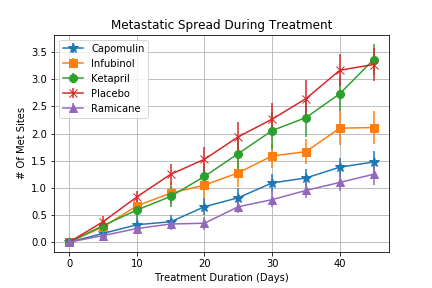 Metastatic Spread During Treatment
# Of Met Sites
3.5
3.0
2.5
2.0
1.5
1.0
0.5
0.0
Capomulin
Infubinol
Ketapril
Placebo
Ramicane
0 10 20 30 40
Treatment Duration (Days)